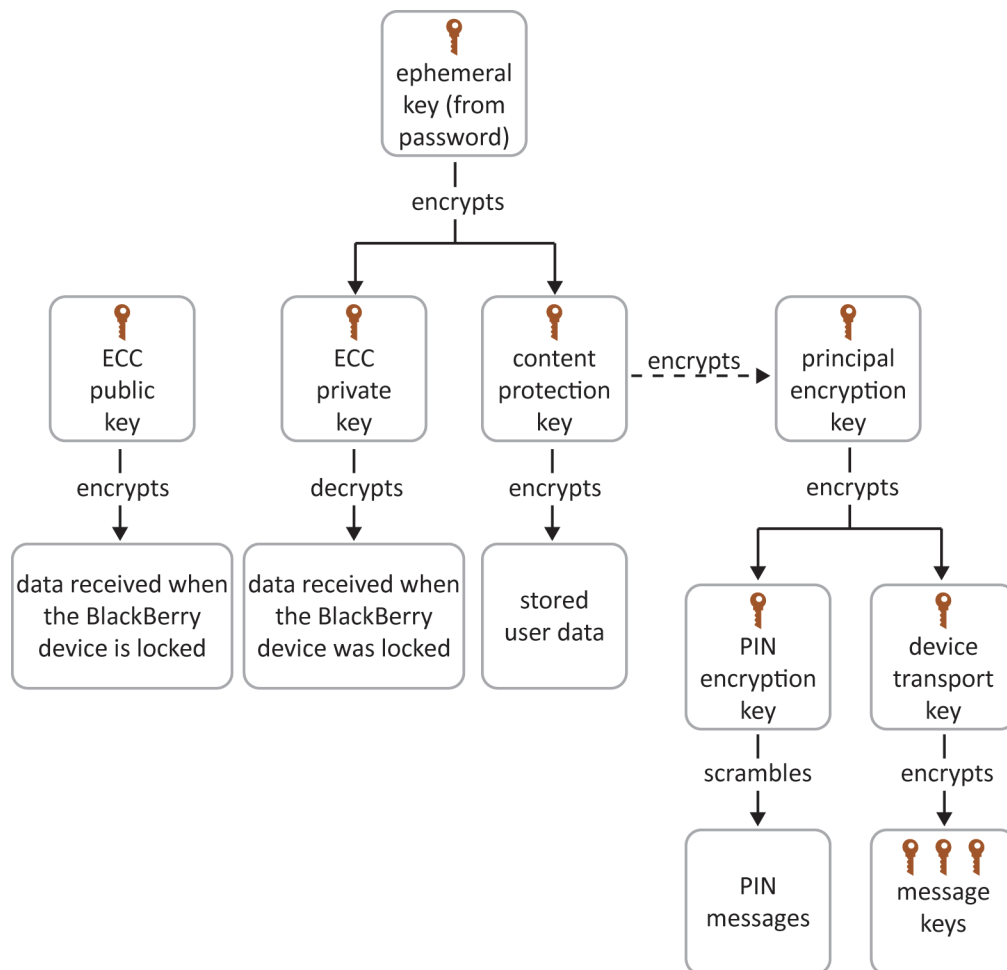 ephemeral
key (from
password)
encrypts
ECC
public
key
ECC
private
key
content
protection
key
encrypts
principal
encryption
key
encrypts
decrypts
encrypts
encrypts
data received when
the BlackBerry
device is locked
data received when
the BlackBerry
device was locked
stored
user data
PIN
encryption
key
device
transport
key
scrambles
encrypts
PIN
messages
message
keys